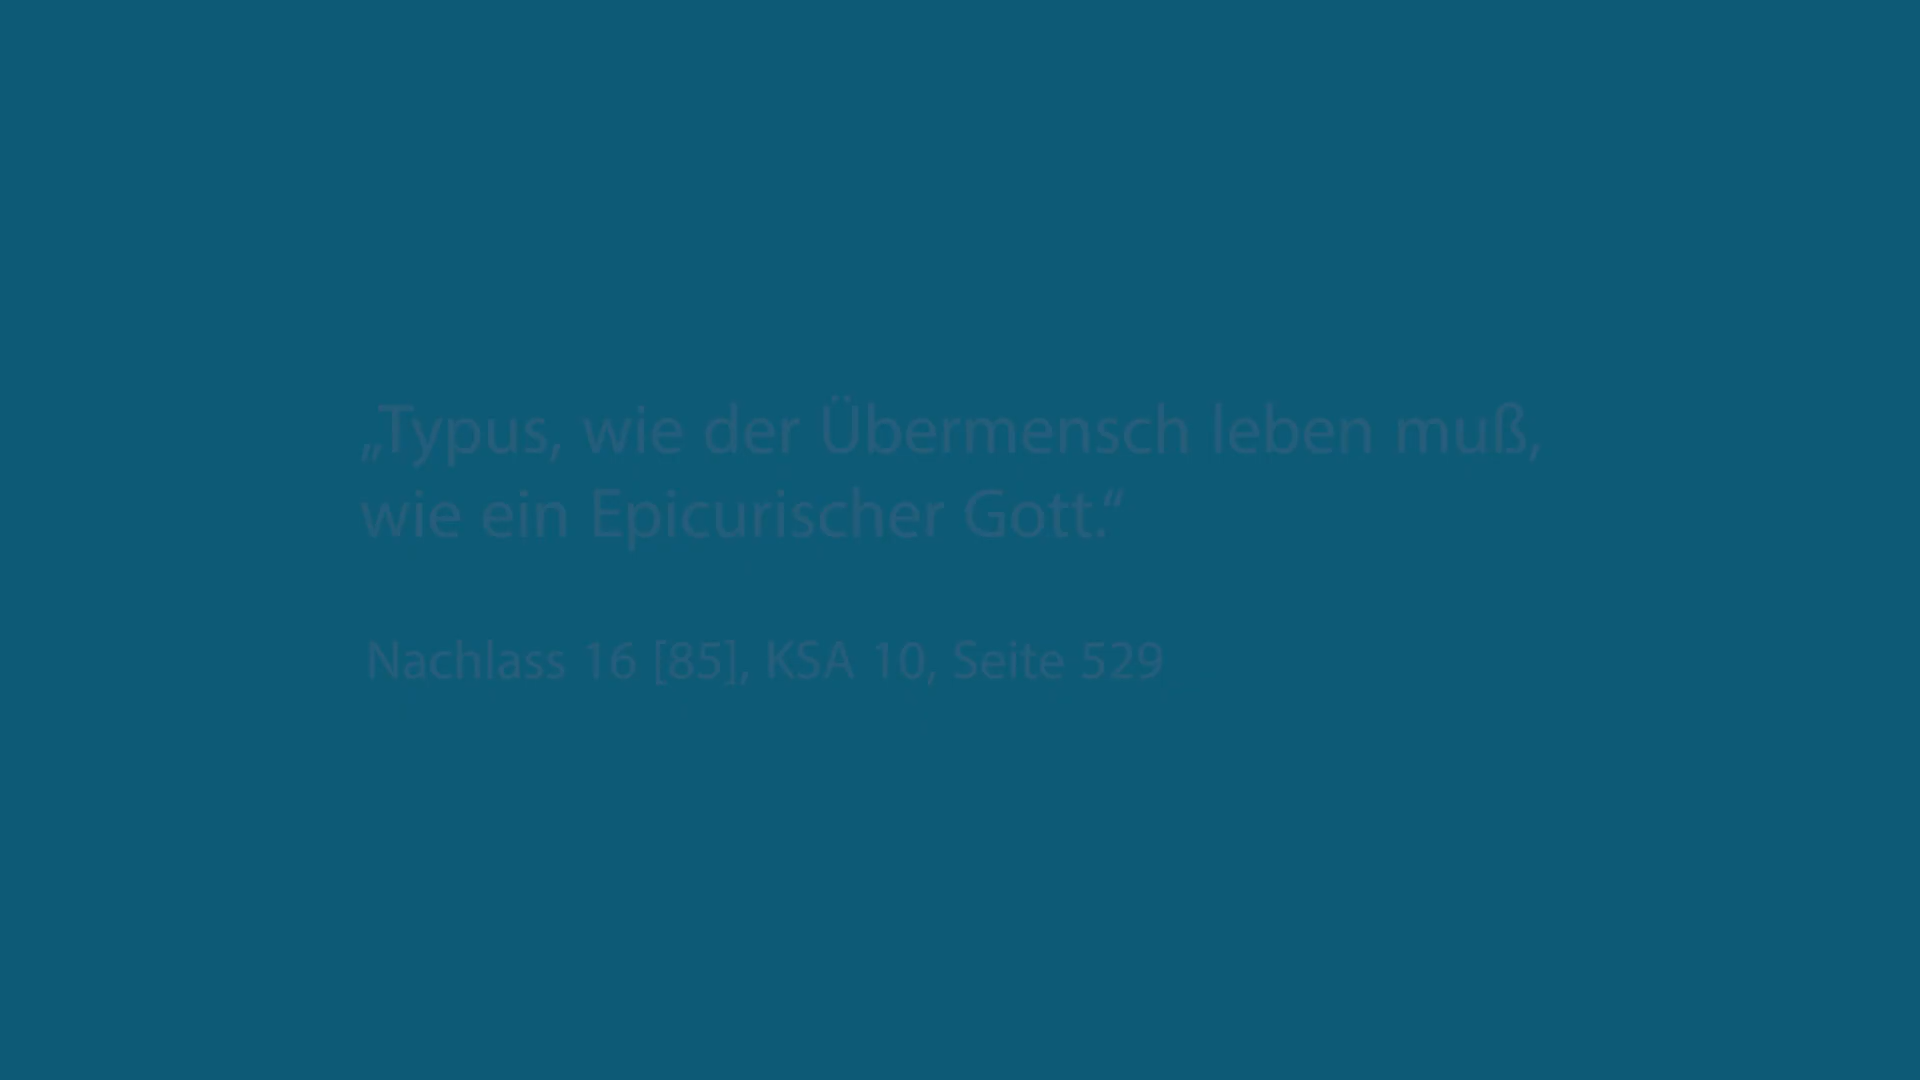 „Typus, wie der Übermensch leben muß,
wie ein Epicurischer Gott.“
Nachlass 16 [85], KSA 10, Seite 529